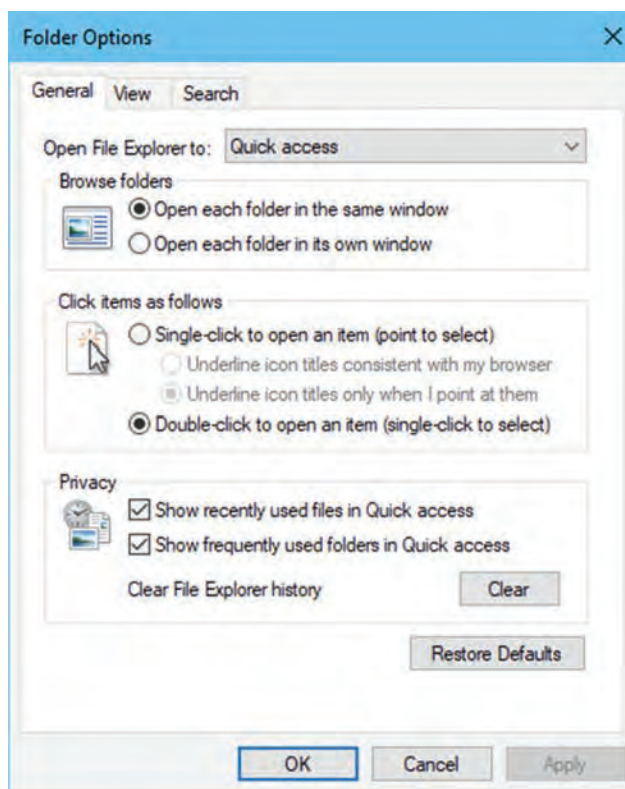 Folder Options
General View Search
Open File Explorer to: Quick access
Browse folders
Open each folder in the same window
Open each folder in its own window
Click items as follows
Single-click to open an item (point to select)
Underline icon titles consistent with my browser
Underline icon titles only when I point at them
Double-click to open an item (single-click to select)
Privacy
Show recently used files in Quick access
Show frequently used folders in Quick access
Clear File Explorer history Clear
Restore Defaults
OK Cancel Apply